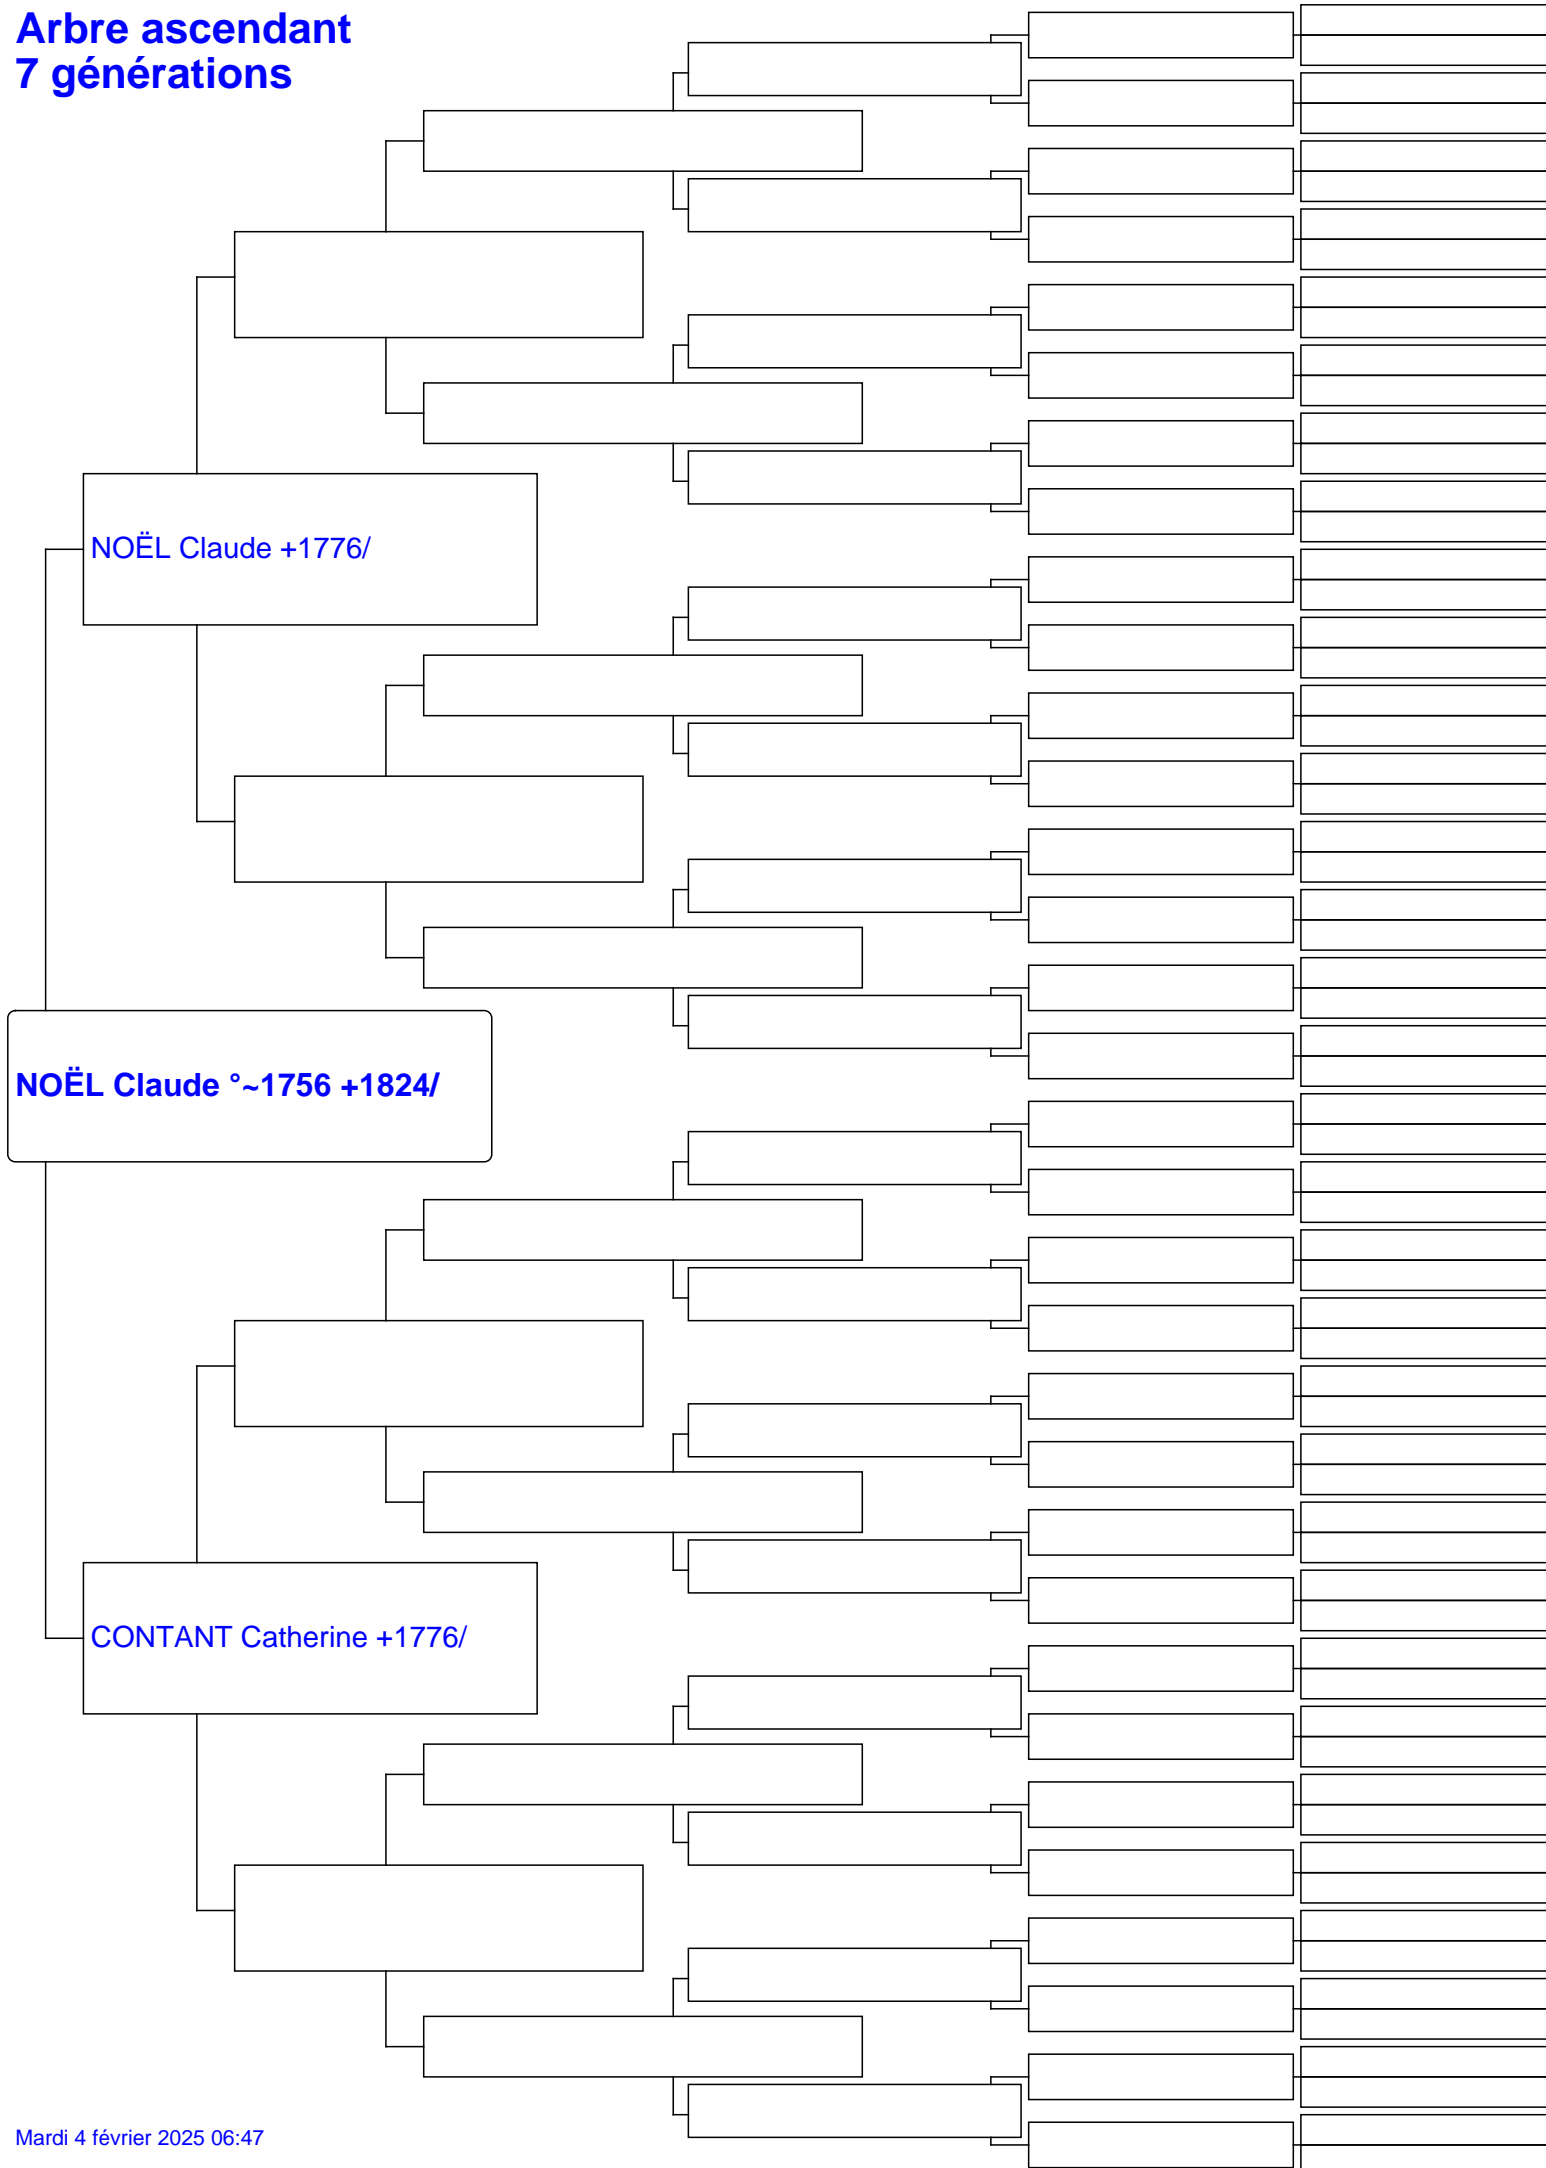 Arbre ascendant
7 générations
NOËL Claude +1776/
NOËL Claude °~1756 +1824/
CONTANT Catherine +1776/
Mardi 4 février 2025 06:47